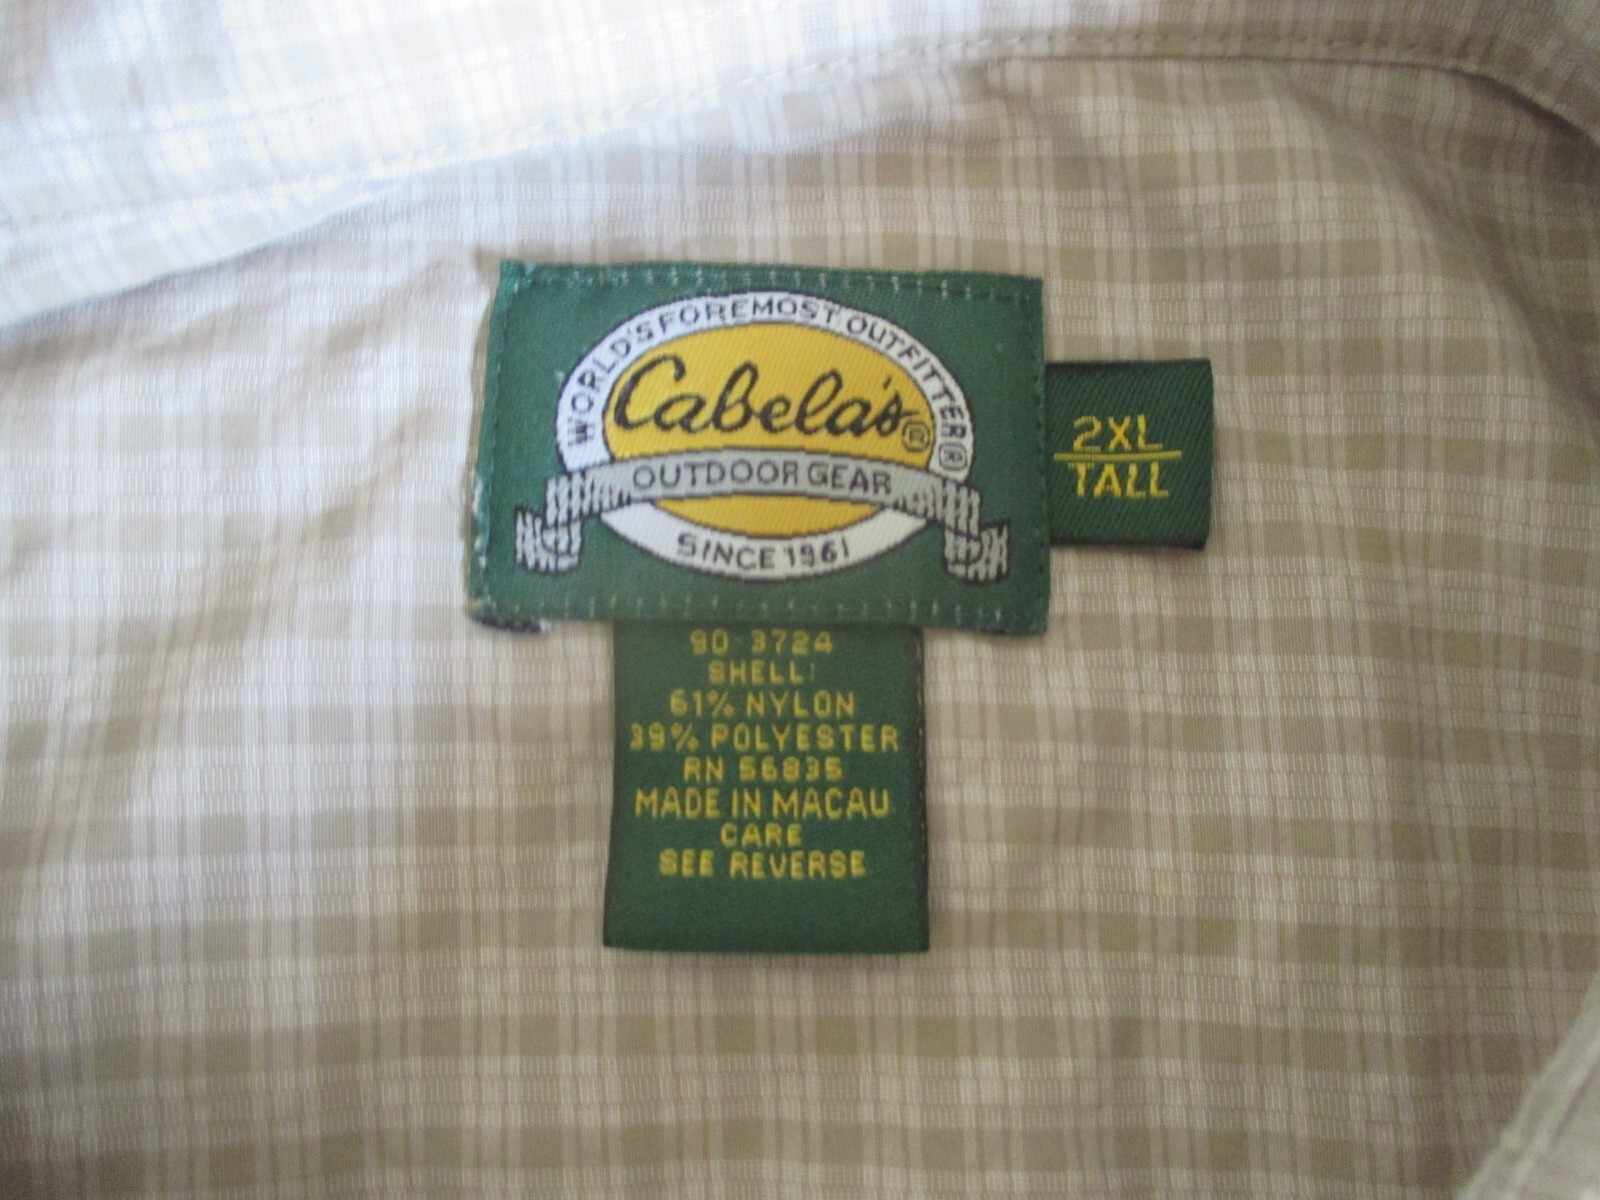 WORLD'S FOREMOST OUTFITTER®
Cabela's®
OUTDOOR GEAR
SINCE 1961
2XL
TALL
90-3724
SHELL:
61% NYLON
39% POLYESTER
RN 56835
MADE IN MACAU
CARE
SEE REVERSE